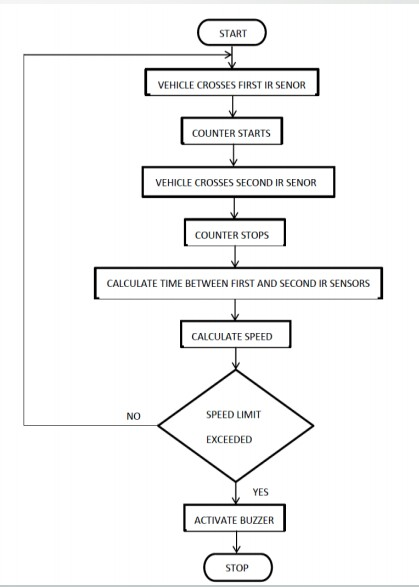 START
VEHICLE CROSSES FIRST IR SENOR
COUNTER STARTS
VEHICLE CROSSES SECOND IR SENOR
COUNTER STOPS
CALCULATE TIME BETWEEN FIRST AND SECOND IR SENSORS
CALCULATE SPEED
NO
SPEED LIMIT
EXCEEDED
YES
ACTIVATE BUZZER
STOP